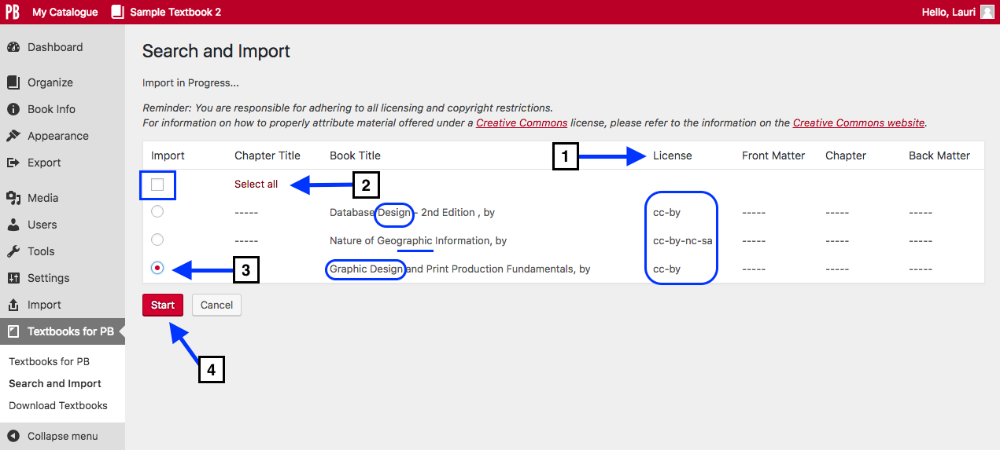 PB My Catalogue Sample Textbook 2 Hello, Lauri
Dashboard
Organize
Book Info
Appearance
Export
Media
Users
Tools
Settings
Import
Textbooks for PB
Textbooks for PB
Search and Import
Download Textbooks
Collapse menu
Search and Import
Import in Progress...
Reminder: You are responsible for adhering to all licensing and copyright restrictions.
For information on how to properly attribute material offered under a Creative Commons license, please refer to the information on the Creative Commons website.
Import Chapter Title Book Title 1 License Front Matter Chapter Back Matter
Select all 2
----- Database Design - 2nd Edition , by cc-by ----- ----- -----
----- Nature of Geographic Information, by cc-by-nc-sa ----- ----- -----
3 ----- Graphic Design and Print Production Fundamentals, by cc-by ----- ----- -----
Start Cancel
4